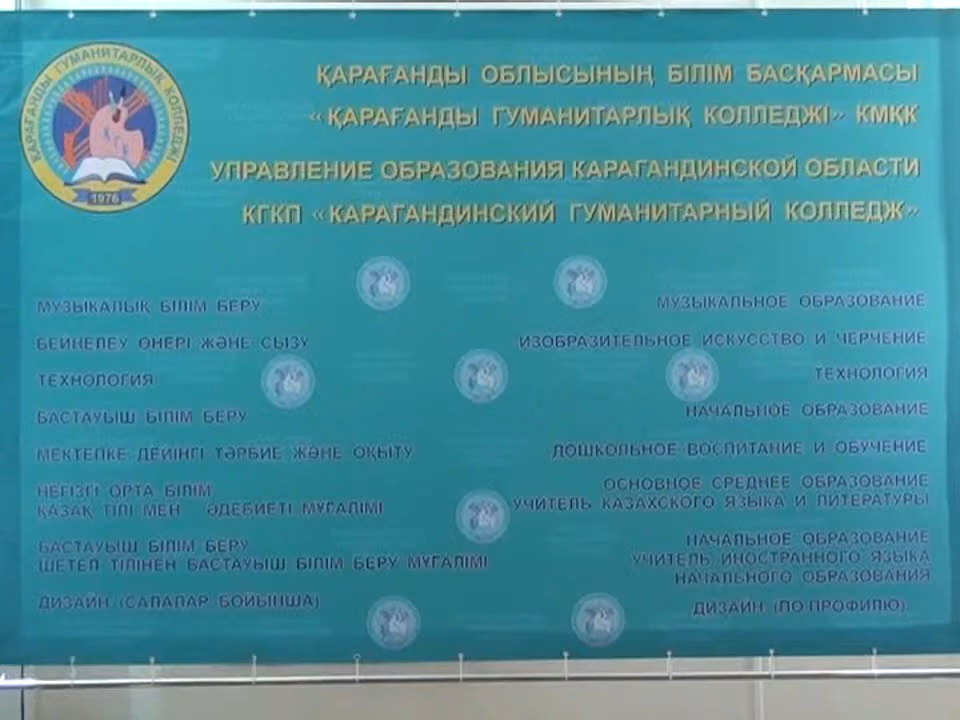 ҚАРАҒАНДЫ ГУМАНИТАРЛЫҚ КОЛЛЕДЖІ
1976
ҚАРАҒАНДЫ ОБЛЫСЫНЫҢ БІЛІМ БАСҚАРМАСЫ
«ҚАРАҒАНДЫ ГУМАНИТАРЛЫҚ КОЛЛЕДЖІ» КМҚК
УПРАВЛЕНИЕ ОБРАЗОВАНИЯ КАРАГАНДИНСКОЙ ОБЛАСТИ
КГКП «КАРАГАНДИНСКИЙ ГУМАНИТАРНЫЙ КОЛЛЕДЖ»
МУЗЫКАЛЫҚ БІЛІМ БЕРУ
БЕЙНЕЛЕУ ӨНЕРІ ЖӘНЕ СЫЗУ
ТЕХНОЛОГИЯ
БАСТАУЫШ БІЛІМ БЕРУ
МЕКТЕПКЕ ДЕЙІНГІ ТӘРБИЕ ЖӘНЕ ОҚЫТУ
НЕГІЗГІ ОРТА БІЛІМ
ҚАЗАҚ ТІЛІ МЕН ӘДЕБИЕТІ МҰҒАЛІМІ
БАСТАУЫШ БІЛІМ БЕРУ
ШЕТЕЛ ТІЛІНЕН БАСТАУЫШ БІЛІМ БЕРУ МҰҒАЛІМІ
ДИЗАЙН (САЛАЛАР БОЙЫНША)
МУЗЫКАЛЬНОЕ ОБРАЗОВАНИЕ
ИЗОБРАЗИТЕЛЬНОЕ ИСКУССТВО И ЧЕРЧЕНИЕ
ТЕХНОЛОГИЯ
НАЧАЛЬНОЕ ОБРАЗОВАНИЕ
ДОШКОЛЬНОЕ ВОСПИТАНИЕ И ОБУЧЕНИЕ
ОСНОВНОЕ СРЕДНЕЕ ОБРАЗОВАНИЕ
УЧИТЕЛЬ КАЗАХСКОГО ЯЗЫКА И ЛИТЕРАТУРЫ
НАЧАЛЬНОЕ ОБРАЗОВАНИЕ
УЧИТЕЛЬ ИНОСТРАННОГО ЯЗЫКА
НАЧАЛЬНОГО ОБРАЗОВАНИЯ
ДИЗАЙН (ПО ПРОФИЛЮ)